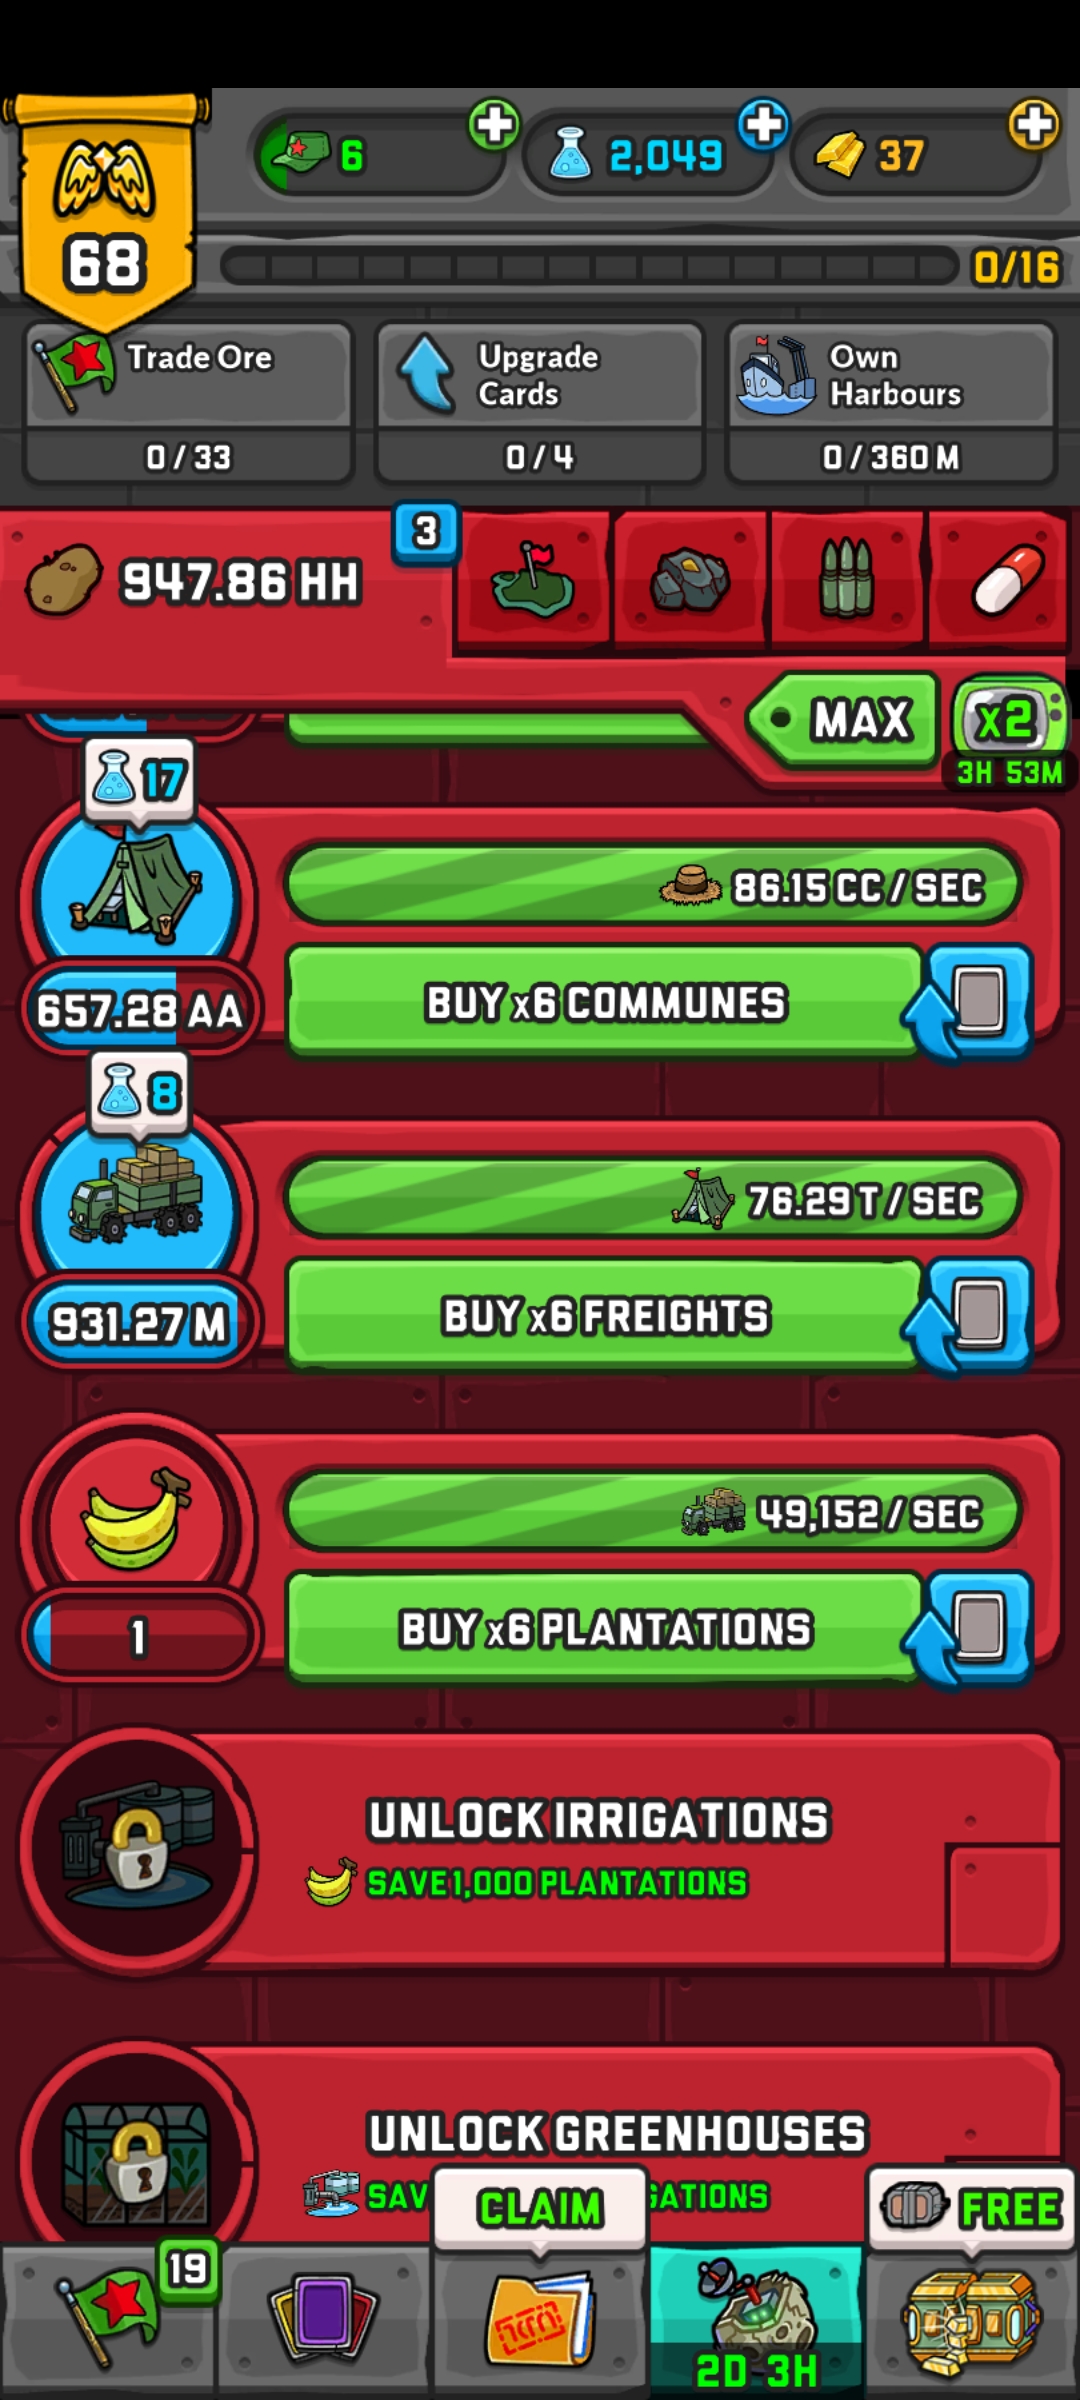 6
2,049
37
68
0/16
Trade Ore
0/33
Upgrade
Cards
0/4
Own
Harbours
0/360 M
947.86 HH
3
MAX
x2
3H 53M
17
86.15 CC / SEC
657.28 AA
BUY x6 COMMUNES
8
76.29 T / SEC
931.27 M
BUY x6 FREIGHTS
49,152 / SEC
1
BUY x6 PLANTATIONS
UNLOCK IRRIGATIONS
SAVE 1,000 PLANTATIONS
UNLOCK GREENHOUSES
SAV
GATIONS
CLAIM
FREE
19
2D 3H